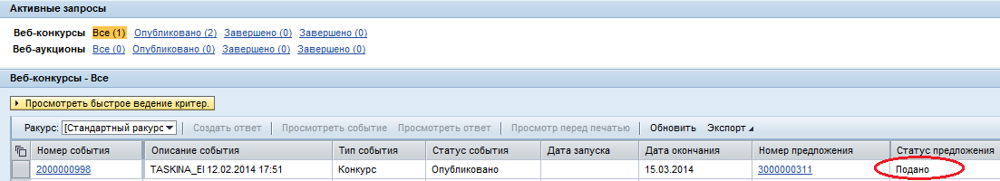 Активные запросы
Веб-конкурсы Все (1) Опубликовано (2) Завершено (0) Завершено (0)
Веб-аукционы Все (0) Опубликовано (0) Завершено (0) Завершено (0)
Веб-конкурсы - Все
Просмотреть быстрое ведение критер.
Ракурс: [Стандартный ракурс Создать ответ Просмотреть событие Просмотреть ответ Просмотр перед печатью Обновить Экспорт
Номер события Описание события Тип события Статус события Дата запуска Дата окончания Номер предложения Статус предложения
2000000998 TASKINA_EI 12.02.2014 17:51 Конкурс Опубликовано 15.03.2014 3000000311 Подано